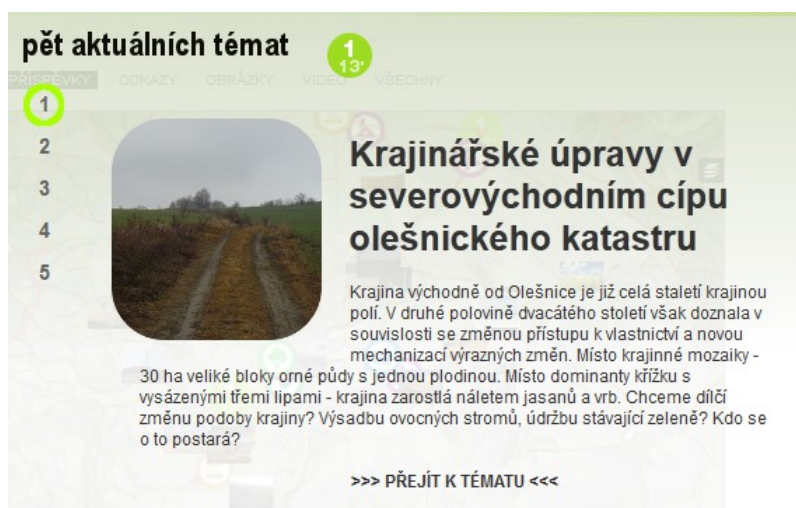 pět aktuálních témat
1
13'
PŘÍSPĚVKY ODKAZY OBRÁZKY VIDEO VŠECHNY
1
2
3
4
5
Krajinářské úpravy v
severovýchodním cípu
olešnického katastru
Krajina východně od Olešnice je již celá staletí krajinou
polí. V druhé polovině dvacátého století však doznala v
souvislosti se změnou přístupu k vlastnictví a novou
mechanizací výrazných změn. Místo krajinné mozaiky -
30 ha veliké bloky orné půdy s jednou plodinou. Místo dominanty křížku s
vysázenými třemi lipami - krajina zarostlá náletem jasanů a vrb. Chceme dílčí
změnu podoby krajiny? Výsadbu ovocných stromů, údržbu stávající zeleně? Kdo se
o to postará?
>>> PŘEJÍT K TÉMATU <<<